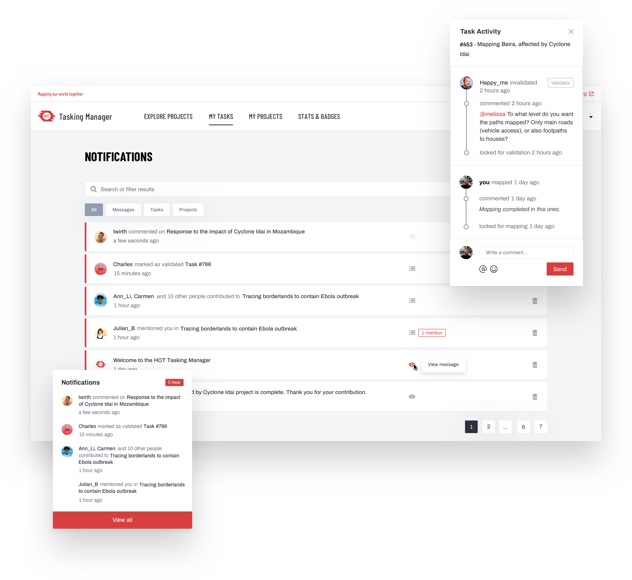 Task Activity
#453 - Mapping Beira, affected by Cyclone
Idai
Happy_me invalidated
2 hours ago
Validator
commented 2 hours ago
@melissa To what level do you want
the paths mapped? Only main roads
(vehicle access), or also footpaths
to houses?
locked for validation 2 hours ago
you mapped 1 day ago
commented 1 day ago
Mapping completed in this area.
locked for mapping 1 day ago
Write a comment ...
Send
Mapping our world together
Tasking Manager
EXPLORE PROJECTS
MY TASKS
MY PROJECTS
STATS & BADGES
NOTIFICATIONS
Search or filter results
All
Messages
Tasks
Projects
twirth commented on Response to the impact of Cyclone Idai in Mozambique
a few seconds ago
Charles marked as validated Task #766
15 minutes ago
Ann_Li, Carmen and 10 other people contributed to Tracing borderlands to contain Ebola outbreak
1 hour ago
Julian_B mentioned you in Tracing borderlands to contain Ebola outbreak
1 hour ago
1 mention
Welcome to the HOT Tasking Manager
1 day ago
View message
d by Cyclone Idai project is complete. Thank you for your contribution.
1
2
...
6
7
Notifications
5 New
twirth commented on Response to the impact
of Cyclone Idai in Mozambique
a few seconds ago
Charles marked as validated Task #766
15 minutes ago
Ann_Li, Carmen and 10 other people
contributed to Tracing borderlands to contain
Ebola outbreak
1 hour ago
Julian_B mentioned you in Tracing borderlands
to contain Ebola outbreak
1 hour ago
View all